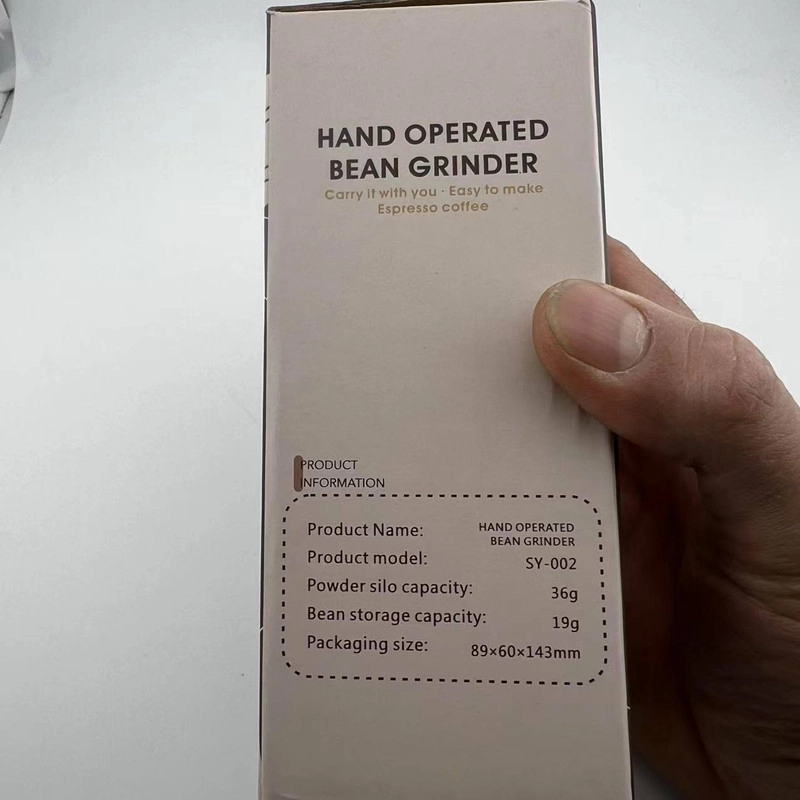 HAND OPERATED
BEAN GRINDER
Carry it with you · Easy to make
Espresso coffee
PRODUCT
INFORMATION
Product Name: HAND OPERATED
BEAN GRINDER
Product model: SY-002
Powder silo capacity: 36g
Bean storage capacity: 19g
Packaging size: 89×60×143mm